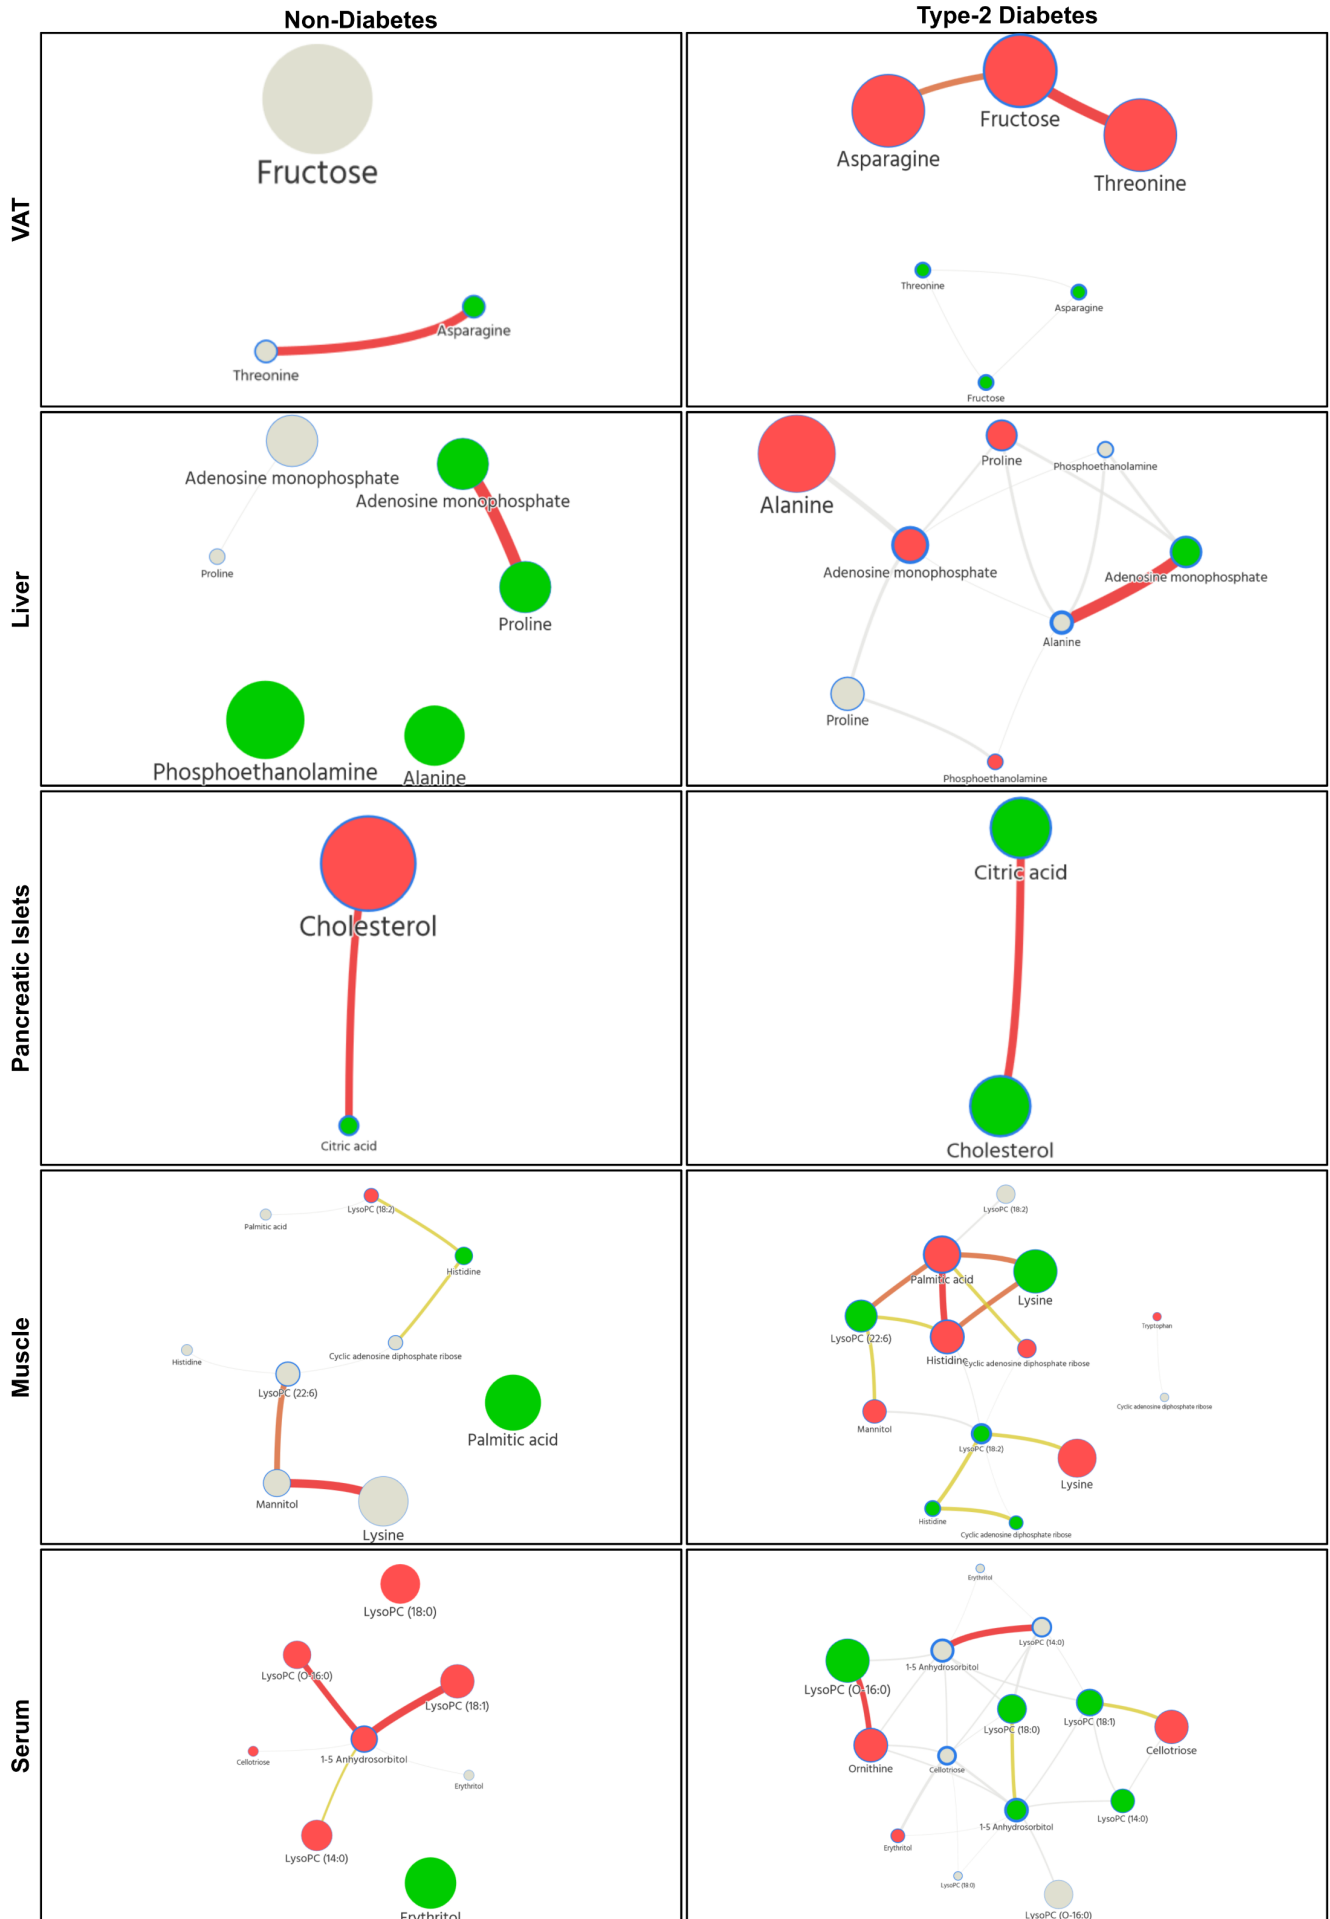 Non-Diabetes
Type-2 Diabetes
VAT
Fructose
Asparagine
Threonine
Fructose
Asparagine
Threonine
Threonine
Asparagine
Fructose
Liver
Adenosine monophosphate
Adenosine monophosphate
Proline
Proline
Phosphoethanolamine
Alanine
Proline
Phosphoethanolamine
Alanine
Adenosine monophosphate
Adenosine monophosphate
Alanine
Proline
Phosphoethanolamine
Pancreatic Islets
Cholesterol
Citric acid
Citric acid
Cholesterol
Muscle
LysoPC (18:2)
Palmitic acid
Histidine
Cyclic adenosine diphosphate ribose
Histidine
LysoPC (22:6)
Palmitic acid
Mannitol
Lysine
LysoPC (18:2)
Palmitic acid
Lysine
Tryptophan
LysoPC (22:6)
Histidine
Cyclic adenosine diphosphate ribose
Cyclic adenosine diphosphate ribose
Mannitol
LysoPC (18:2)
Lysine
Histidine
Cyclic adenosine diphosphate ribose
Serum
LysoPC (18:0)
LysoPC (O-16:0)
LysoPC (18:1)
1-5 Anhydrosorbitol
Cellotriose
Erythritol
LysoPC (14:0)
Erythritol
Erythritol
LysoPC (14:0)
1-5 Anhydrosorbitol
LysoPC (O-16:0)
LysoPC (18:0)
LysoPC (18:1)
Cellotriose
Ornithine
Cellotriose
LysoPC (14:0)
1-5 Anhydrosorbitol
Erythritol
LysoPC (18:0)
LysoPC (O-16:0)